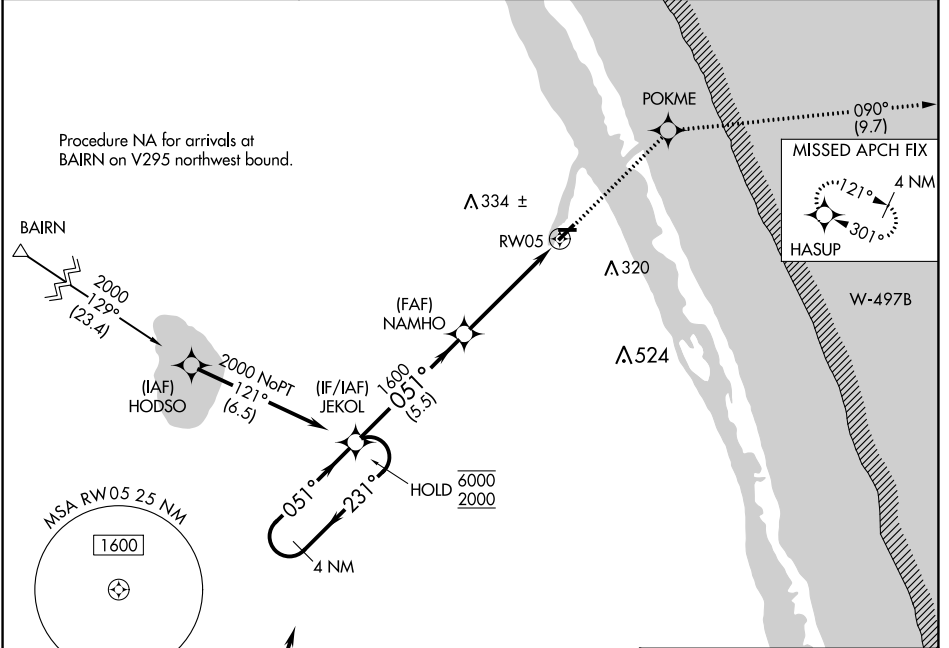 POKME
090°
(9.7)
Procedure NA for arrivals at
BAIRN on V295 northwest bound.
MISSED APCH FIX
4 NM
121°
301°
HASUP
334 ±
BAIRN
RW05
320
2000
129°
(23.4)
(FAF)
NAMHO
W-497B
524
2000 NoPT
121°
(6.5)
(IAF)
HODSO
(IF/IAF)
JEKOL
1600
051°
(5.5)
HOLD 6000
2000
051°
231°
4 NM
MSA RW05 25 NM
1600